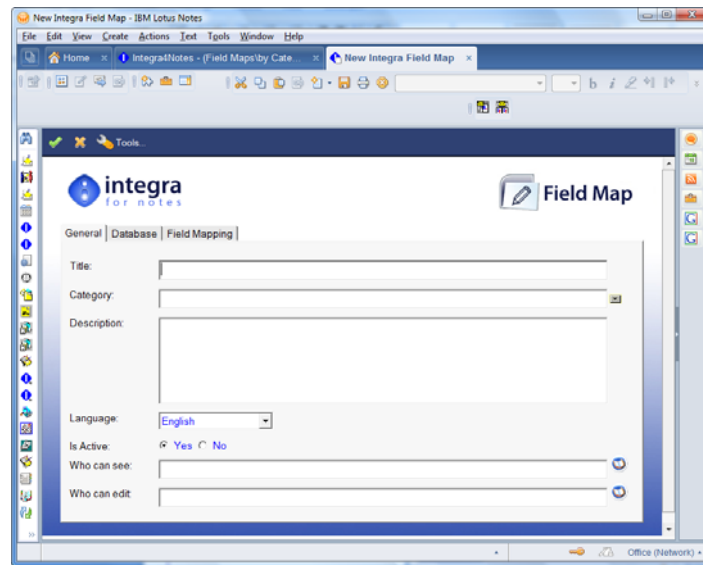 New Integra Field Map - IBM Lotus Notes
File Edit View Create Actions Text Tools Window Help
Home Integra4Notes - (Field Maps\by Cate... New Integra Field Map
b i
Tools...
integra
for notes
Field Map
General Database Field Mapping
Title:
Category:
Description:
Language: English
Is Active: Yes No
Who can see:
Who can edit
Office (Network)